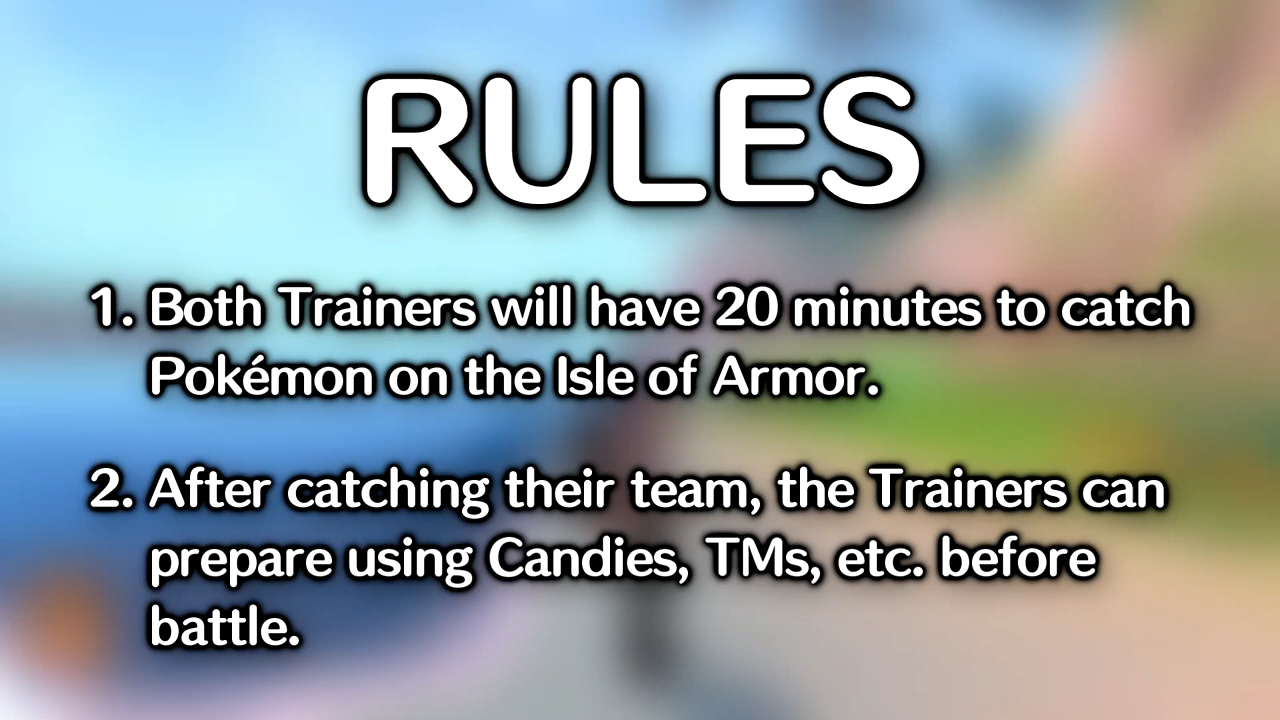 RULES
1. Both Trainers will have 20 minutes to catch
Pokémon on the Isle of Armor.
2. After catching their team, the Trainers can
prepare using Candies, TMs, etc. before
battle.